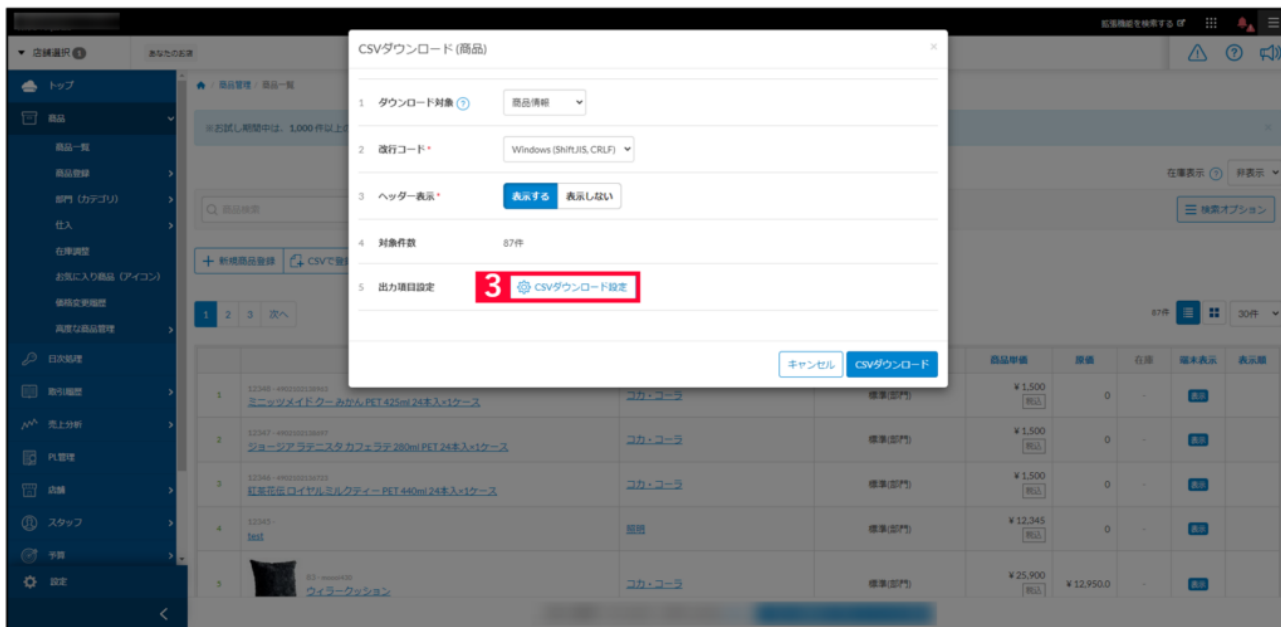 拡張機能を検索する
▼ 店舗選択 1
あなたのお店
トップ
商品
商品一覧
商品登録
部門（カテゴリ）
仕入
在庫調整
お気に入り商品（アイコン）
価格変更履歴
高度な商品管理
日次処理
取引履歴
売上分析
PL管理
店舗
スタッフ
予算
設定
/ 商品管理 / 商品一覧
※お試し期間中は、1,000件以上の
在庫表示 ? 非表示
商品検索
検索オプション
新規商品登録
CSVで登
1 2 3 次へ
87件
30件
CSVダウンロード(商品)
×
1 ダウンロード対象 ? 商品情報
2 改行コード* Windows (ShiftJIS, CRLF)
3 ヘッダー表示* 表示する 表示しない
4 対象件数 87件
5 出力項目設定 3 CSVダウンロード設定
キャンセル CSVダウンロード
商品単価 原価 在庫 端末表示 表示順
1 ミニッツメイド クー みかん PET 425ml 24本入×1ケース コカ・コーラ 標準(部門) ¥ 1,500 税込 0 - 表示
2 ジョージア ラテニスタ カフェラテ 280ml PET 24本入×1ケース コカ・コーラ 標準(部門) ¥ 1,500 税込 0 - 表示
3 紅茶花伝 ロイヤルミルクティー PET 440ml 24本入×1ケース コカ・コーラ 標準(部門) ¥ 1,500 税込 0 - 表示
4 12345 - test 照明 標準(部門) ¥ 12,345 税込 0 - 表示
5 ウィラークッション コカ・コーラ 標準(部門) ¥ 25,900 税込 ¥ 12,950.0 - 表示